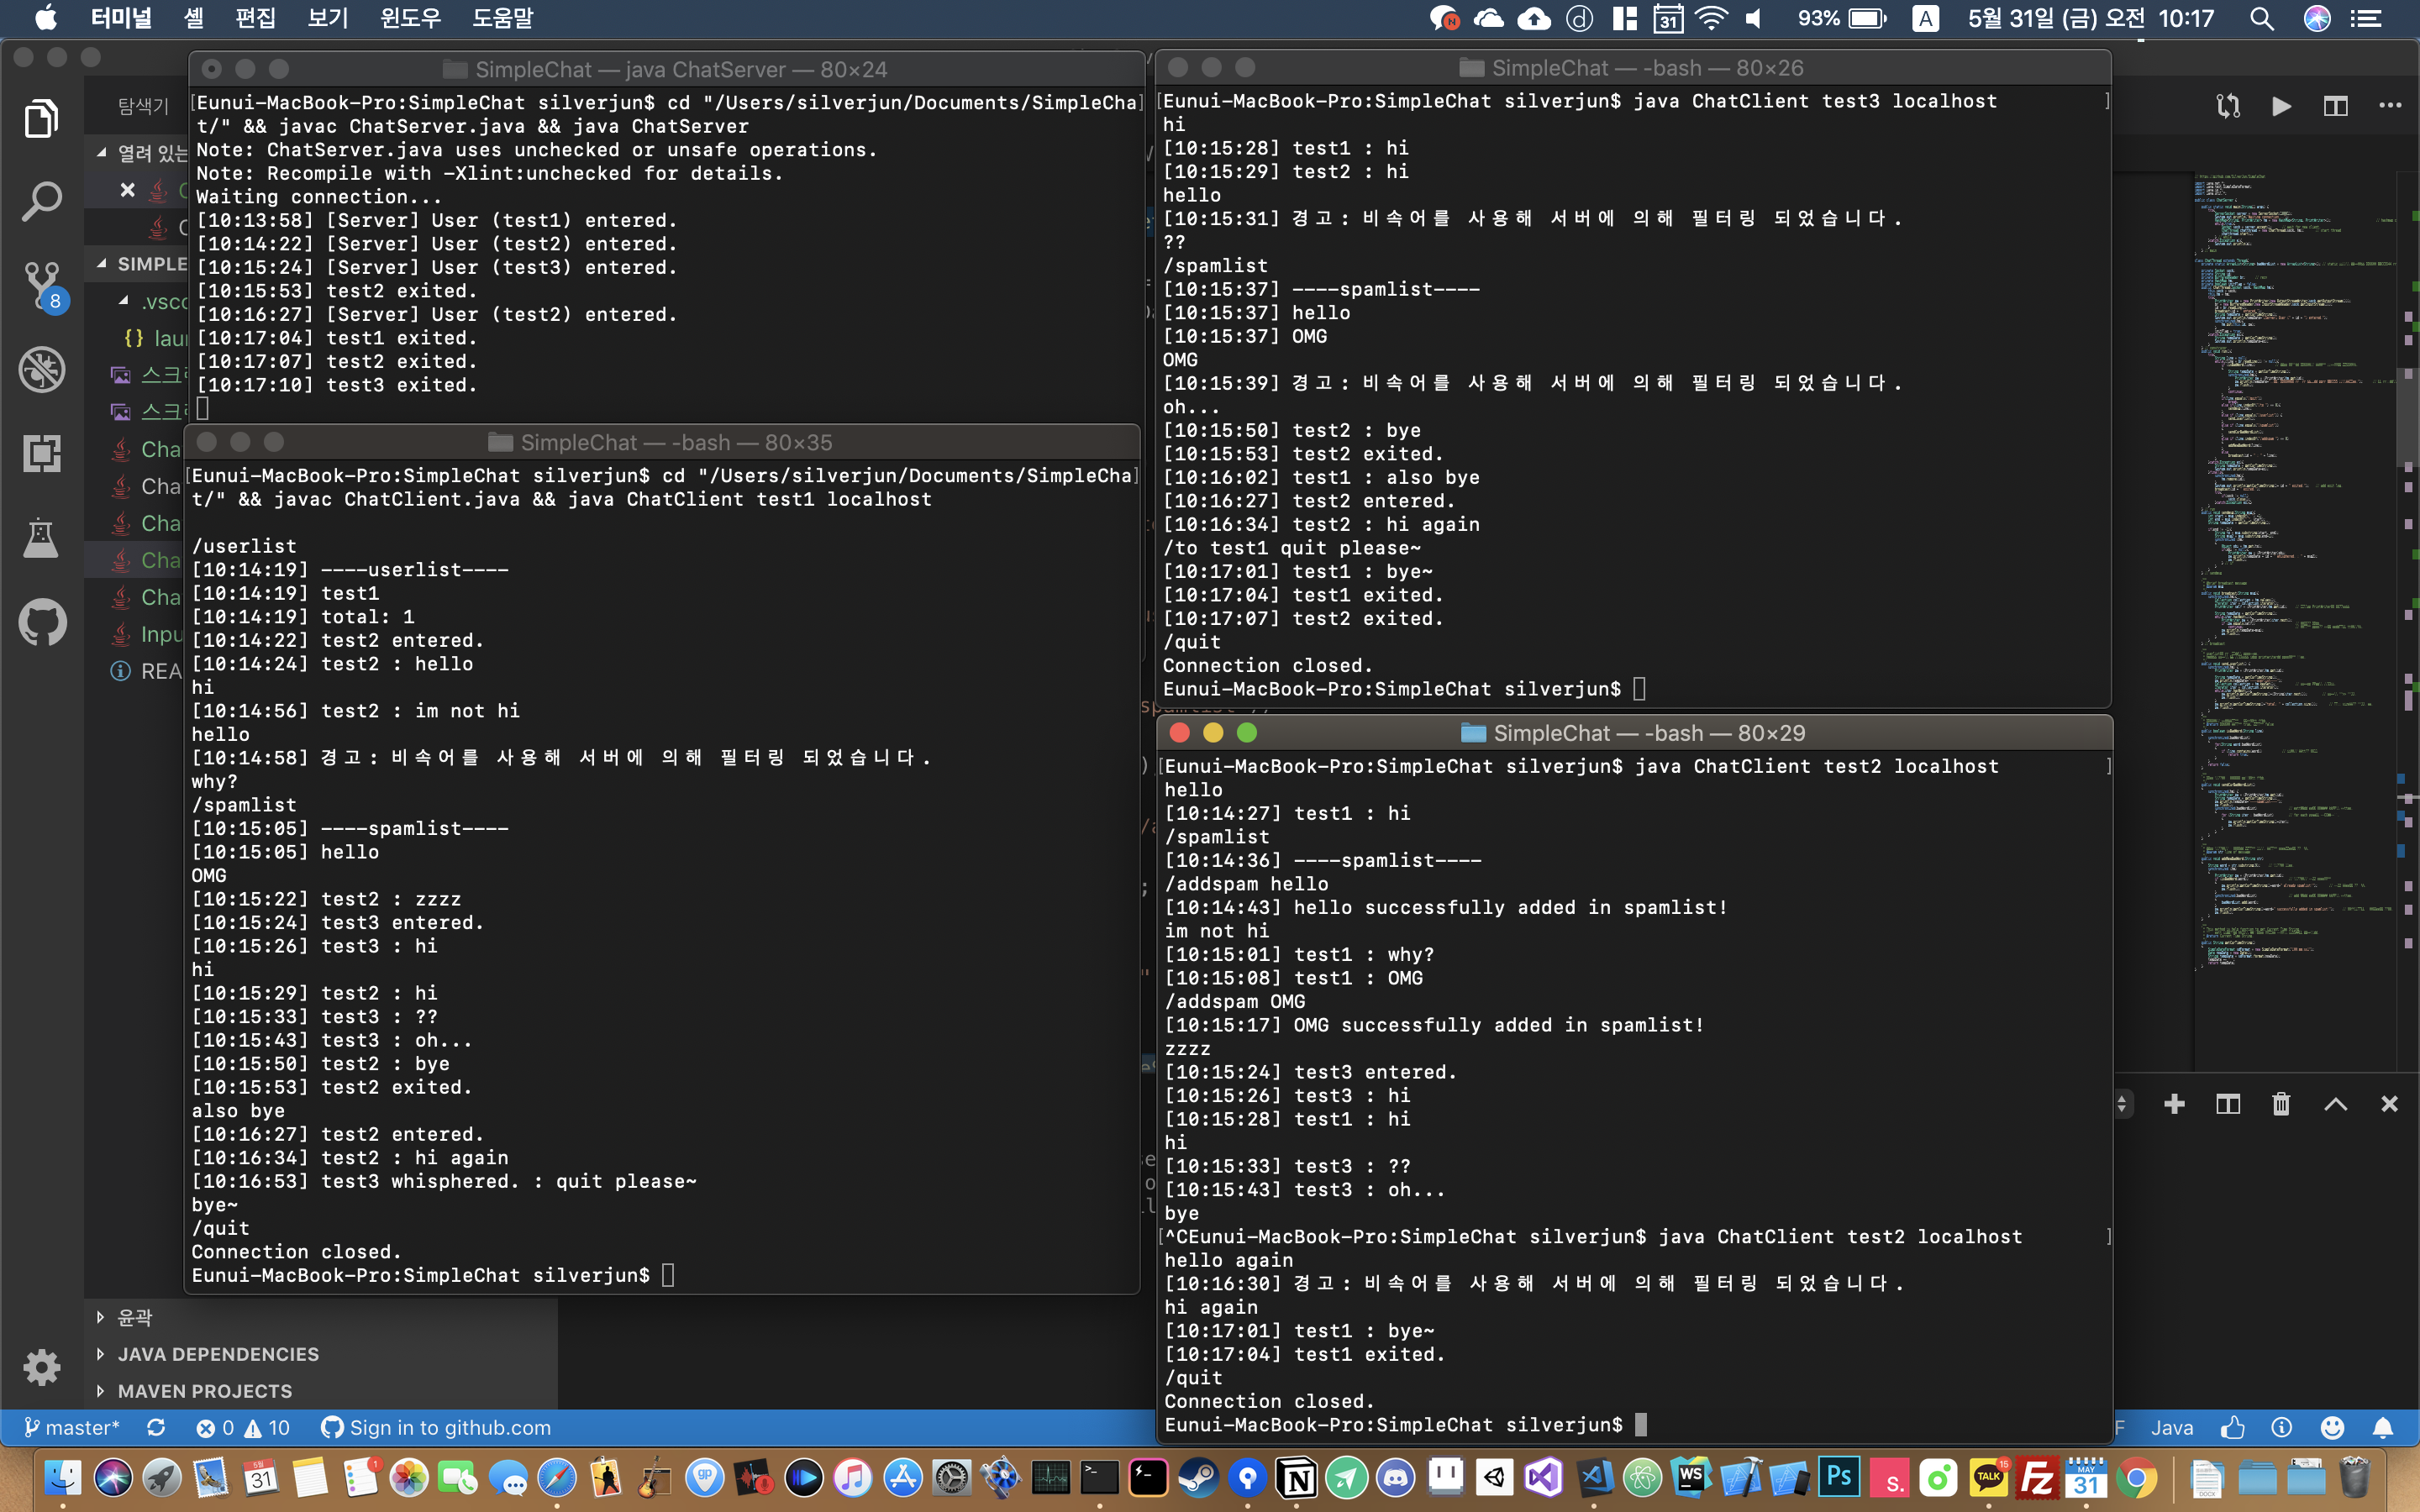 터미널 셸 편집 보기 윈도우 도움말
93% A 5월 31일 (금) 오전 10:17
탐색기
열려 있는
SIMPLE
.vsco
{} laun
스크린
스크린
Cha
Cha
Cha
Cha
Cha
Inpu
REA
8
SimpleChat — java ChatServer — 80×24
Eunui-MacBook-Pro:SimpleChat silverjun$ cd "/Users/silverjun/Documents/SimpleCha
t/" && javac ChatServer.java && java ChatServer
Note: ChatServer.java uses unchecked or unsafe operations.
Note: Recompile with -Xlint:unchecked for details.
Waiting connection...
[10:13:58] [Server] User (test1) entered.
[10:14:22] [Server] User (test2) entered.
[10:15:24] [Server] User (test3) entered.
[10:15:53] test2 exited.
[10:16:27] [Server] User (test2) entered.
[10:17:04] test1 exited.
[10:17:07] test2 exited.
[10:17:10] test3 exited.
SimpleChat — -bash — 80×35
Eunui-MacBook-Pro:SimpleChat silverjun$ cd "/Users/silverjun/Documents/SimpleCha
t/" && javac ChatClient.java && java ChatClient test1 localhost
/userlist
[10:14:19] ----userlist----
[10:14:19] test1
[10:14:19] total: 1
[10:14:22] test2 entered.
[10:14:24] test2 : hello
hi
[10:14:56] test2 : im not hi
hello
[10:14:58] 경고: 비속어를 사용해 서버에 의해 필터링 되었습니다.
why?
/spamlist
[10:15:05] ----spamlist----
[10:15:05] hello
OMG
[10:15:22] test2 : zzzz
[10:15:24] test3 entered.
[10:15:26] test3 : hi
hi
[10:15:29] test2 : hi
[10:15:33] test3 : ??
[10:15:43] test3 : oh...
[10:15:50] test2 : bye
[10:15:53] test2 exited.
also bye
[10:16:27] test2 entered.
[10:16:34] test2 : hi again
[10:16:53] test3 whisphered. : quit please~
bye~
/quit
Connection closed.
Eunui-MacBook-Pro:SimpleChat silverjun$
SimpleChat — -bash — 80×26
Eunui-MacBook-Pro:SimpleChat silverjun$ java ChatClient test3 localhost
hi
[10:15:28] test1 : hi
[10:15:29] test2 : hi
hello
[10:15:31] 경고: 비속어를 사용해 서버에 의해 필터링 되었습니다.
??
/spamlist
[10:15:37] ----spamlist----
[10:15:37] hello
[10:15:37] OMG
OMG
[10:15:39] 경고: 비속어를 사용해 서버에 의해 필터링 되었습니다.
oh...
[10:15:50] test2 : bye
[10:15:53] test2 exited.
[10:16:02] test1 : also bye
[10:16:27] test2 entered.
[10:16:34] test2 : hi again
/to test1 quit please~
[10:17:01] test1 : bye~
[10:17:04] test1 exited.
[10:17:07] test2 exited.
/quit
Connection closed.
Eunui-MacBook-Pro:SimpleChat silverjun$
SimpleChat — -bash — 80×29
Eunui-MacBook-Pro:SimpleChat silverjun$ java ChatClient test2 localhost
hello
[10:14:27] test1 : hi
/spamlist
[10:14:36] ----spamlist----
/addspam hello
[10:14:43] hello successfully added in spamlist!
im not hi
[10:15:01] test1 : why?
[10:15:08] test1 : OMG
/addspam OMG
[10:15:17] OMG successfully added in spamlist!
zzzz
[10:15:24] test3 entered.
[10:15:26] test3 : hi
[10:15:28] test1 : hi
hi
[10:15:33] test3 : ??
[10:15:43] test3 : oh...
bye
^CEunui-MacBook-Pro:SimpleChat silverjun$ java ChatClient test2 localhost
hello again
[10:16:30] 경고: 비속어를 사용해 서버에 의해 필터링 되었습니다.
hi again
[10:17:01] test1 : bye~
[10:17:04] test1 exited.
/quit
Connection closed.
Eunui-MacBook-Pro:SimpleChat silverjun$
윤곽
JAVA DEPENDENCIES
MAVEN PROJECTS
master* 0 10 Sign in to github.com
F Java